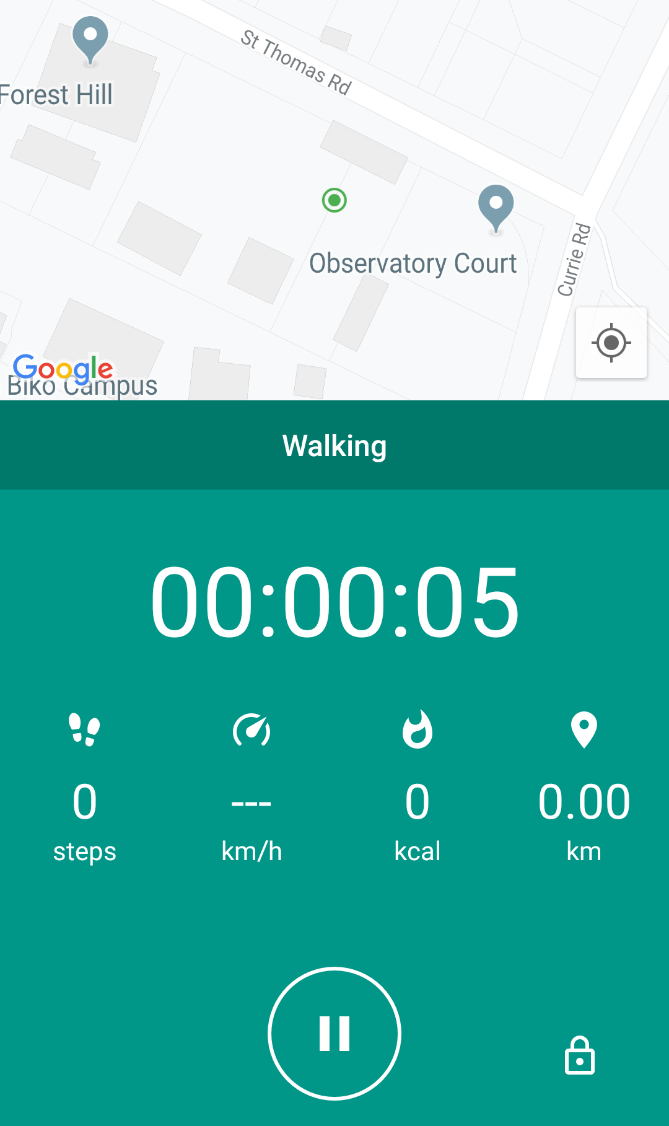 St Thomas Rd
Forest Hill
Observatory Court
Currie Rd
Google
Biko Campus
Walking
00:00:05
0
---
0
0.00
steps
km/h
kcal
km